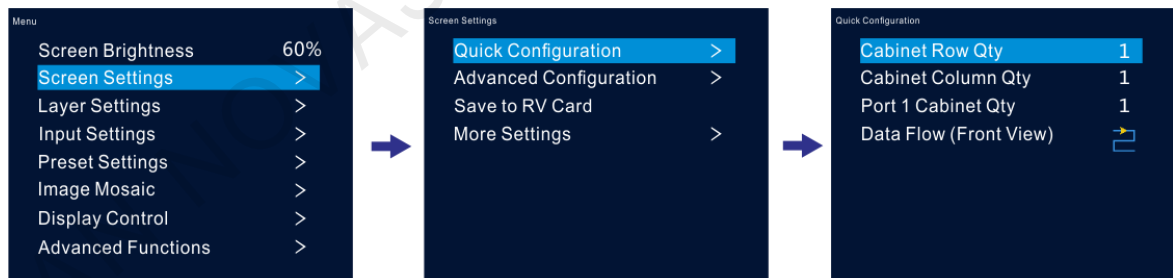 Menu
Screen Brightness 60%
Screen Settings >
Layer Settings >
Input Settings >
Preset Settings >
Image Mosaic >
Display Control >
Advanced Functions >
Screen Settings
Quick Configuration >
Advanced Configuration >
Save to RV Card
More Settings >
Quick Configuration
Cabinet Row Qty 1
Cabinet Column Qty 1
Port 1 Cabinet Qty 1
Data Flow (Front View)